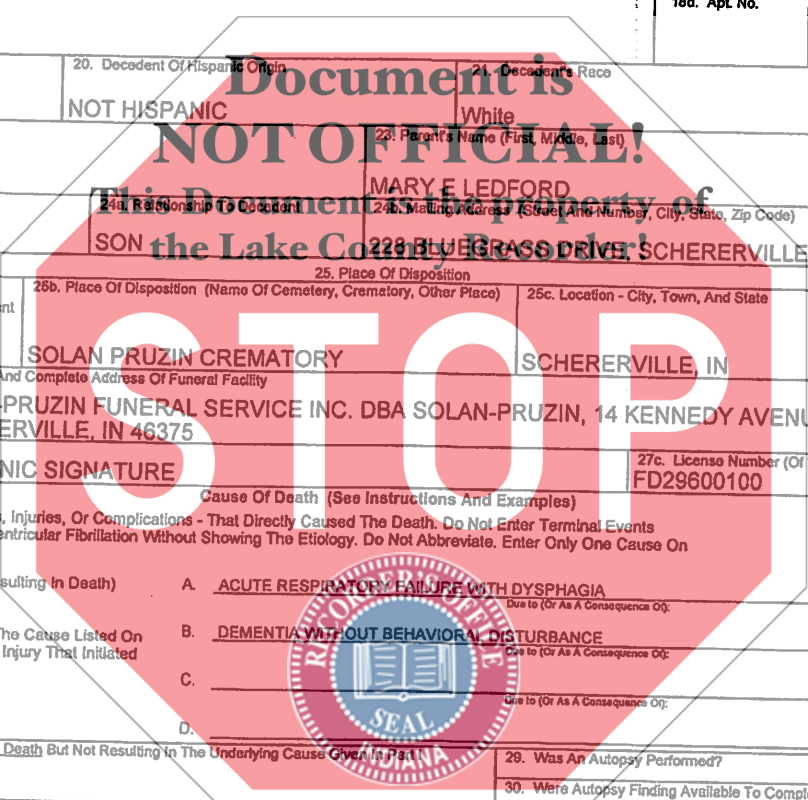 18d. Apt. No.
20. Decedent Of Hispanic Origin
21. Decedent's Race
NOT HISPANIC
White
Document is
NOT OFFICIAL!
This Document is the property of
the Lake County Recorder!
23. Parent's Name (First, Middle, Last)
MARY E LEDFORD
24a. Relationship To Decedent
24b. Mailing Address (Street And Number, City, State, Zip Code)
SON
228 BLUEGRASS DRIVE, SCHERERVILLE
25. Place Of Disposition
25b. Place Of Disposition (Name Of Cemetery, Crematory, Other Place)
25c. Location - City, Town, And State
nt
SOLAN PRUZIN CREMATORY
SCHERERVILLE, IN
And Complete Address Of Funeral Facility
-PRUZIN FUNERAL SERVICE INC. DBA SOLAN-PRUZIN, 14 KENNEDY AVENU
ERVILLE, IN 46375
STOP
NIC SIGNATURE
27c. License Number (Of
FD29600100
Cause Of Death (See Instructions And Examples)
, Injuries, Or Complications - That Directly Caused The Death. Do Not Enter Terminal Events
entricular Fibrillation Without Showing The Etiology. Do Not Abbreviate. Enter Only One Cause On
sulting In Death)
A. ACUTE RESPIRATORY FAILURE WITH DYSPHAGIA
Due to (Or As A Consequence Of):
The Cause Listed On
Injury That Initiated
B. DEMENTIA WITHOUT BEHAVIORAL DISTURBANCE
Due to (Or As A Consequence Of):
C.
Due to (Or As A Consequence Of):
D.
RECORDER'S OFFICE
SEAL
INDIANA
Death But Not Resulting In The Underlying Cause Given In Part I
29. Was An Autopsy Performed?
30. Were Autopsy Finding Available To Compl